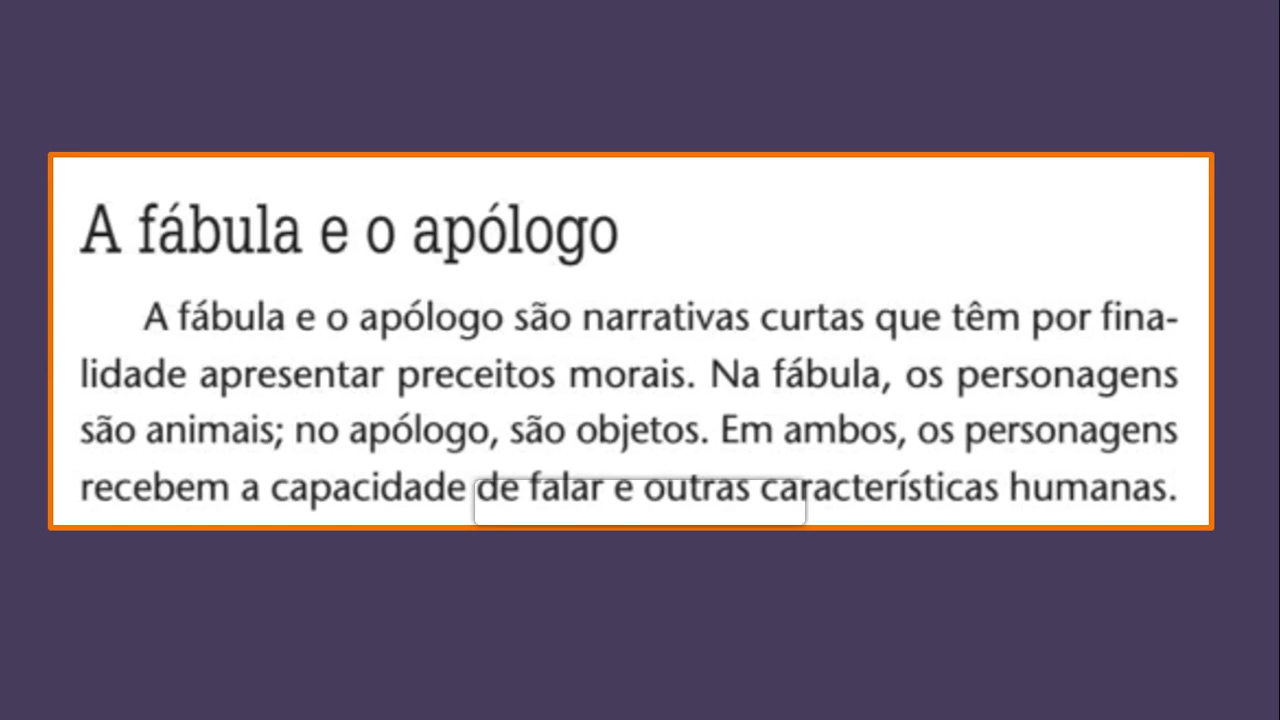 A fábula e o apólogo
A fábula e o apólogo são narrativas curtas que têm por fina-
lidade apresentar preceitos morais. Na fábula, os personagens
são animais; no apólogo, são objetos. Em ambos, os personagens
recebem a capacidade de falar e outras características humanas.